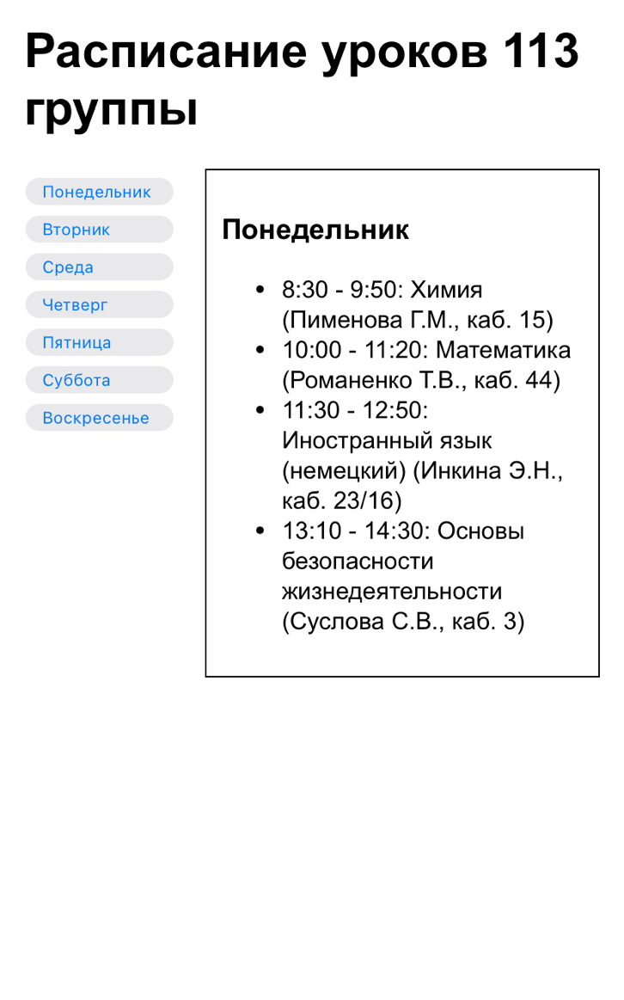 Расписание уроков 113
группы
Понедельник
Вторник
Среда
Четверг
Пятница
Суббота
Воскресенье
Понедельник
• 8:30 - 9:50: Химия
(Пименова Г.М., каб. 15)
• 10:00 - 11:20: Математика
(Романенко Т.В., каб. 44)
• 11:30 - 12:50:
Иностранный язык
(немецкий) (Инкина Э.Н.,
каб. 23/16)
• 13:10 - 14:30: Основы
безопасности
жизнедеятельности
(Суслова С.В., каб. 3)